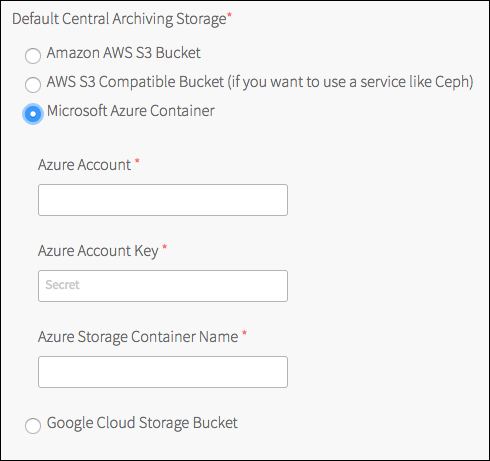 Default Central Archiving Storage*
Amazon AWS S3 Bucket
AWS S3 Compatible Bucket (if you want to use a service like Ceph)
Microsoft Azure Container
Azure Account *
Azure Account Key *
Secret
Azure Storage Container Name *
Google Cloud Storage Bucket